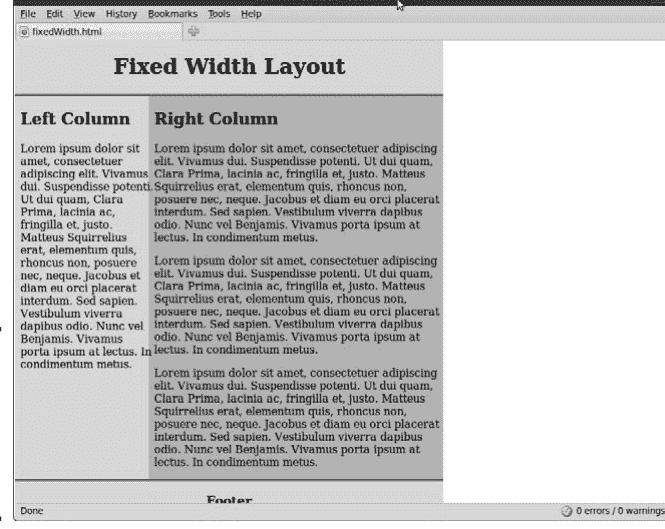 File Edit View History Bookmarks Tools Help
fixedWidth.html
Fixed Width Layout
Left Column
Lorem ipsum dolor sit
amet, consectetuer
adipiscing elit. Vivamus
dui. Suspendisse potenti.
Ut dui quam, Clara
Prima, lacinia ac,
fringilla et, justo.
Matteus Squirrelius
erat, elementum quis,
rhoncus non, posuere
nec, neque. Jacobus et
diam eu orci placerat
interdum. Sed sapien.
Vestibulum viverra
dapibus odio. Nunc vel
Benjamis. Vivamus
porta ipsum at lectus. In
condimentum metus.
Right Column
Lorem ipsum dolor sit amet, consectetuer adipiscing
elit. Vivamus dui. Suspendisse potenti. Ut dui quam,
Clara Prima, lacinia ac, fringilla et, justo. Matteus
Squirrelius erat, elementum quis, rhoncus non,
posuere nec, neque. Jacobus et diam eu orci placerat
interdum. Sed sapien. Vestibulum viverra dapibus
odio. Nunc vel Benjamis. Vivamus porta ipsum at
lectus. In condimentum metus.
Lorem ipsum dolor sit amet, consectetuer adipiscing
elit. Vivamus dui. Suspendisse potenti. Ut dui quam,
Clara Prima, lacinia ac, fringilla et, justo. Matteus
Squirrelius erat, elementum quis, rhoncus non,
posuere nec, neque. Jacobus et diam eu orci placerat
interdum. Sed sapien. Vestibulum viverra dapibus
odio. Nunc vel Benjamis. Vivamus porta ipsum at
lectus. In condimentum metus.
Lorem ipsum dolor sit amet, consectetuer adipiscing
elit. Vivamus dui. Suspendisse potenti. Ut dui quam,
Clara Prima, lacinia ac, fringilla et, justo. Matteus
Squirrelius erat, elementum quis, rhoncus non,
posuere nec, neque. Jacobus et diam eu orci placerat
interdum. Sed sapien. Vestibulum viverra dapibus
odio. Nunc vel Benjamis. Vivamus porta ipsum at
lectus. In condimentum metus.
Footer
Done
0 errors / 0 warnings